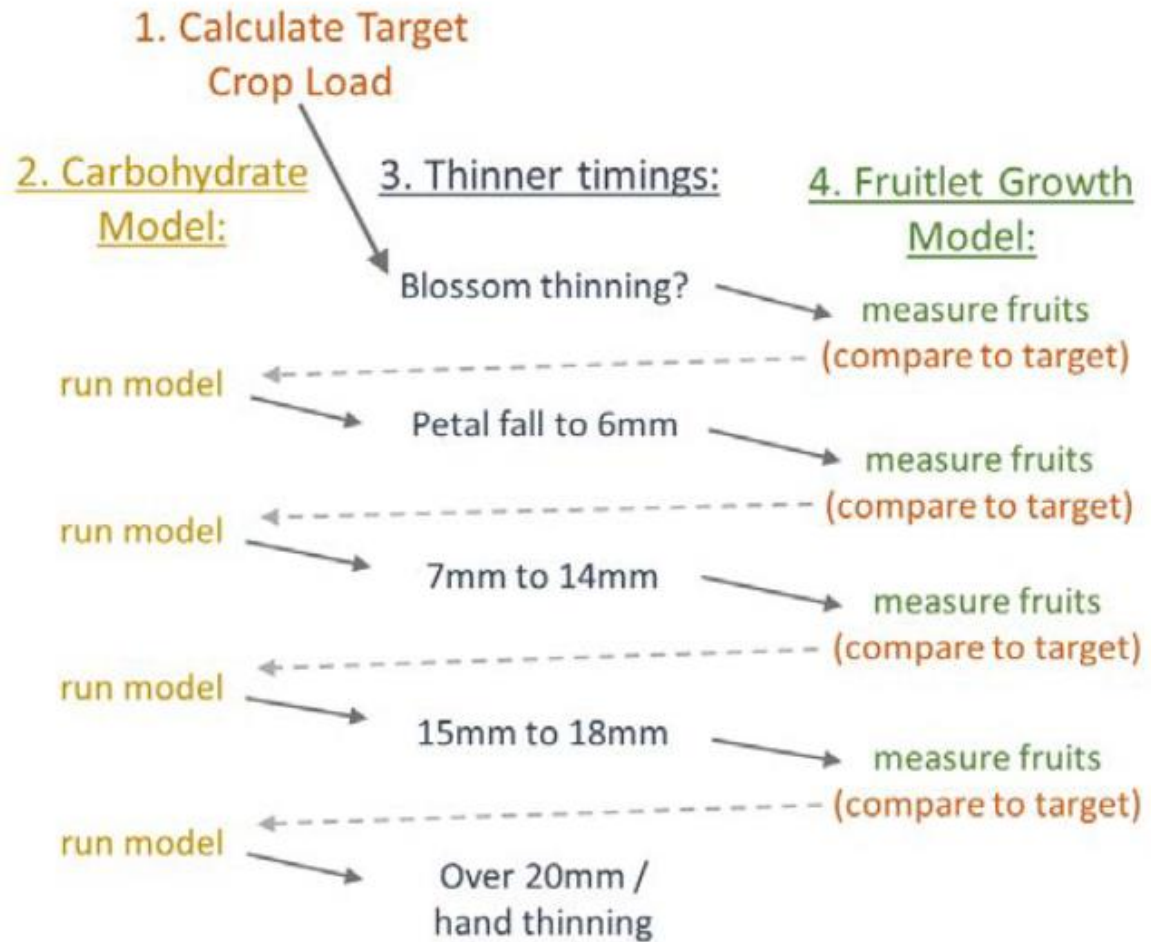 1. Calculate Target
Crop Load
2. Carbohydrate
Model:
3. Thinner timings:
4. Fruitlet Growth
Model:
Blossom thinning?
measure fruits
(compare to target)
run model
Petal fall to 6mm
measure fruits
(compare to target)
run model
7mm to 14mm
measure fruits
(compare to target)
run model
15mm to 18mm
measure fruits
(compare to target)
run model
Over 20mm /
hand thinning